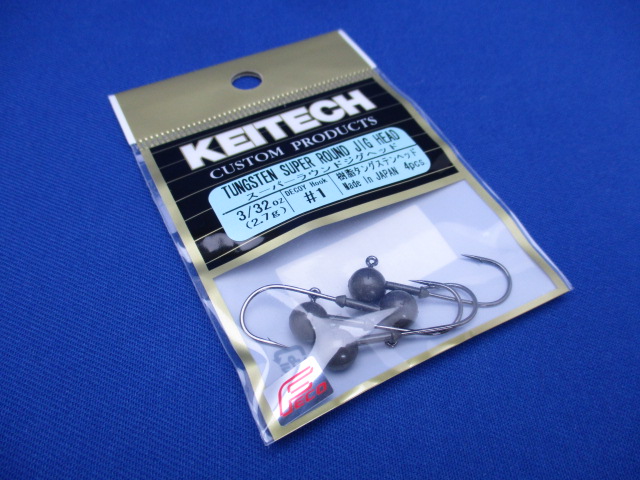 KEITECH
CUSTOM PRODUCTS
TUNGSTEN SUPER ROUND JIG HEAD
スーパーラウンドジグヘッド
3/32oz
(2.7g)
DECOY Hook
#1
樹脂タングステンヘッド
Made In JAPAN 4pcs
Feco